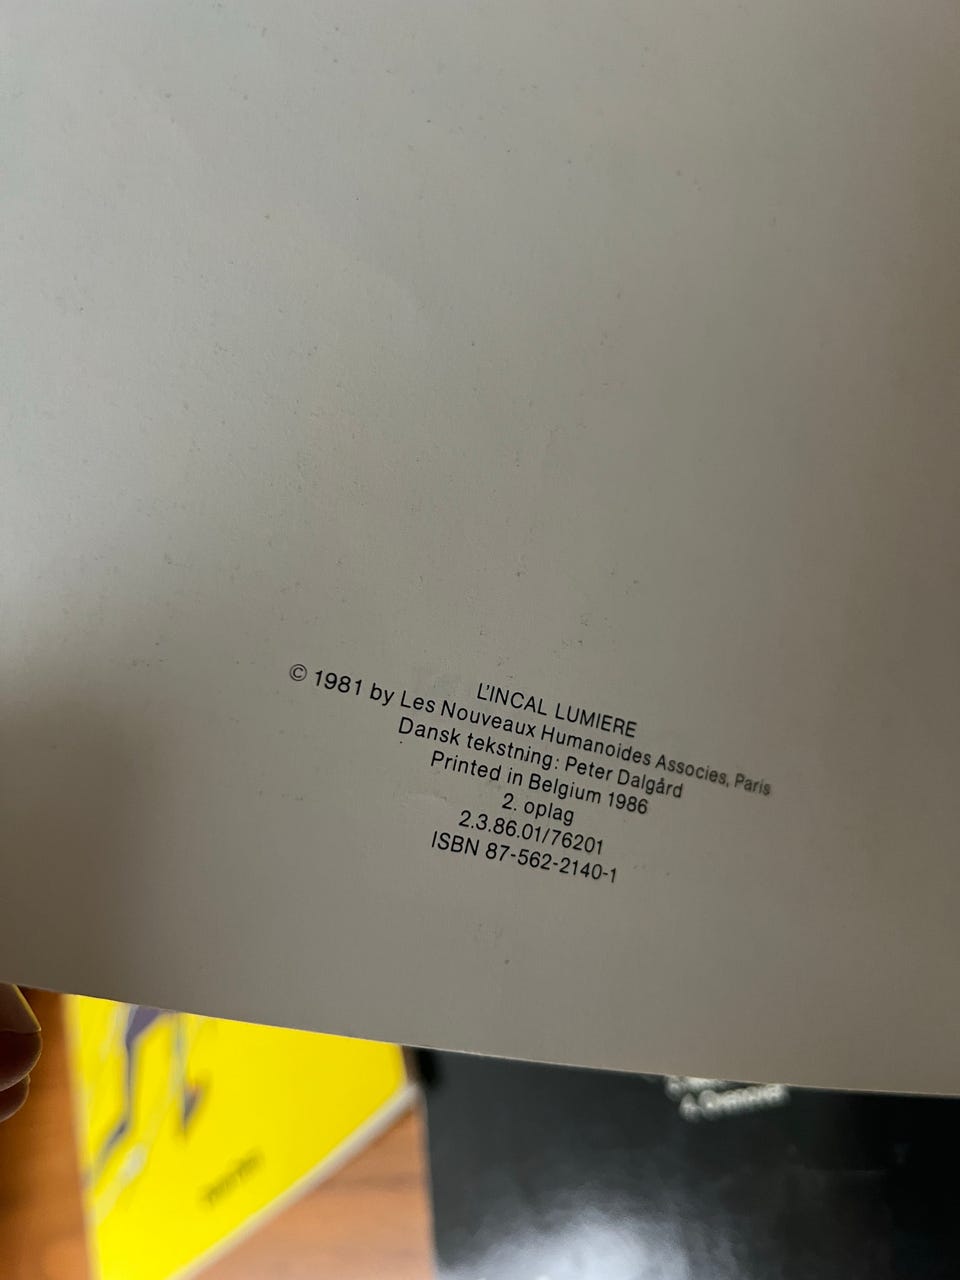 L'INCAL LUMIERE
© 1981 by Les Nouveaux Humanoides Associes, Paris
Dansk tekstning: Peter Dalgård
Printed in Belgium 1986
2. oplag
2.3.86.01/76201
ISBN 87-562-2140-1